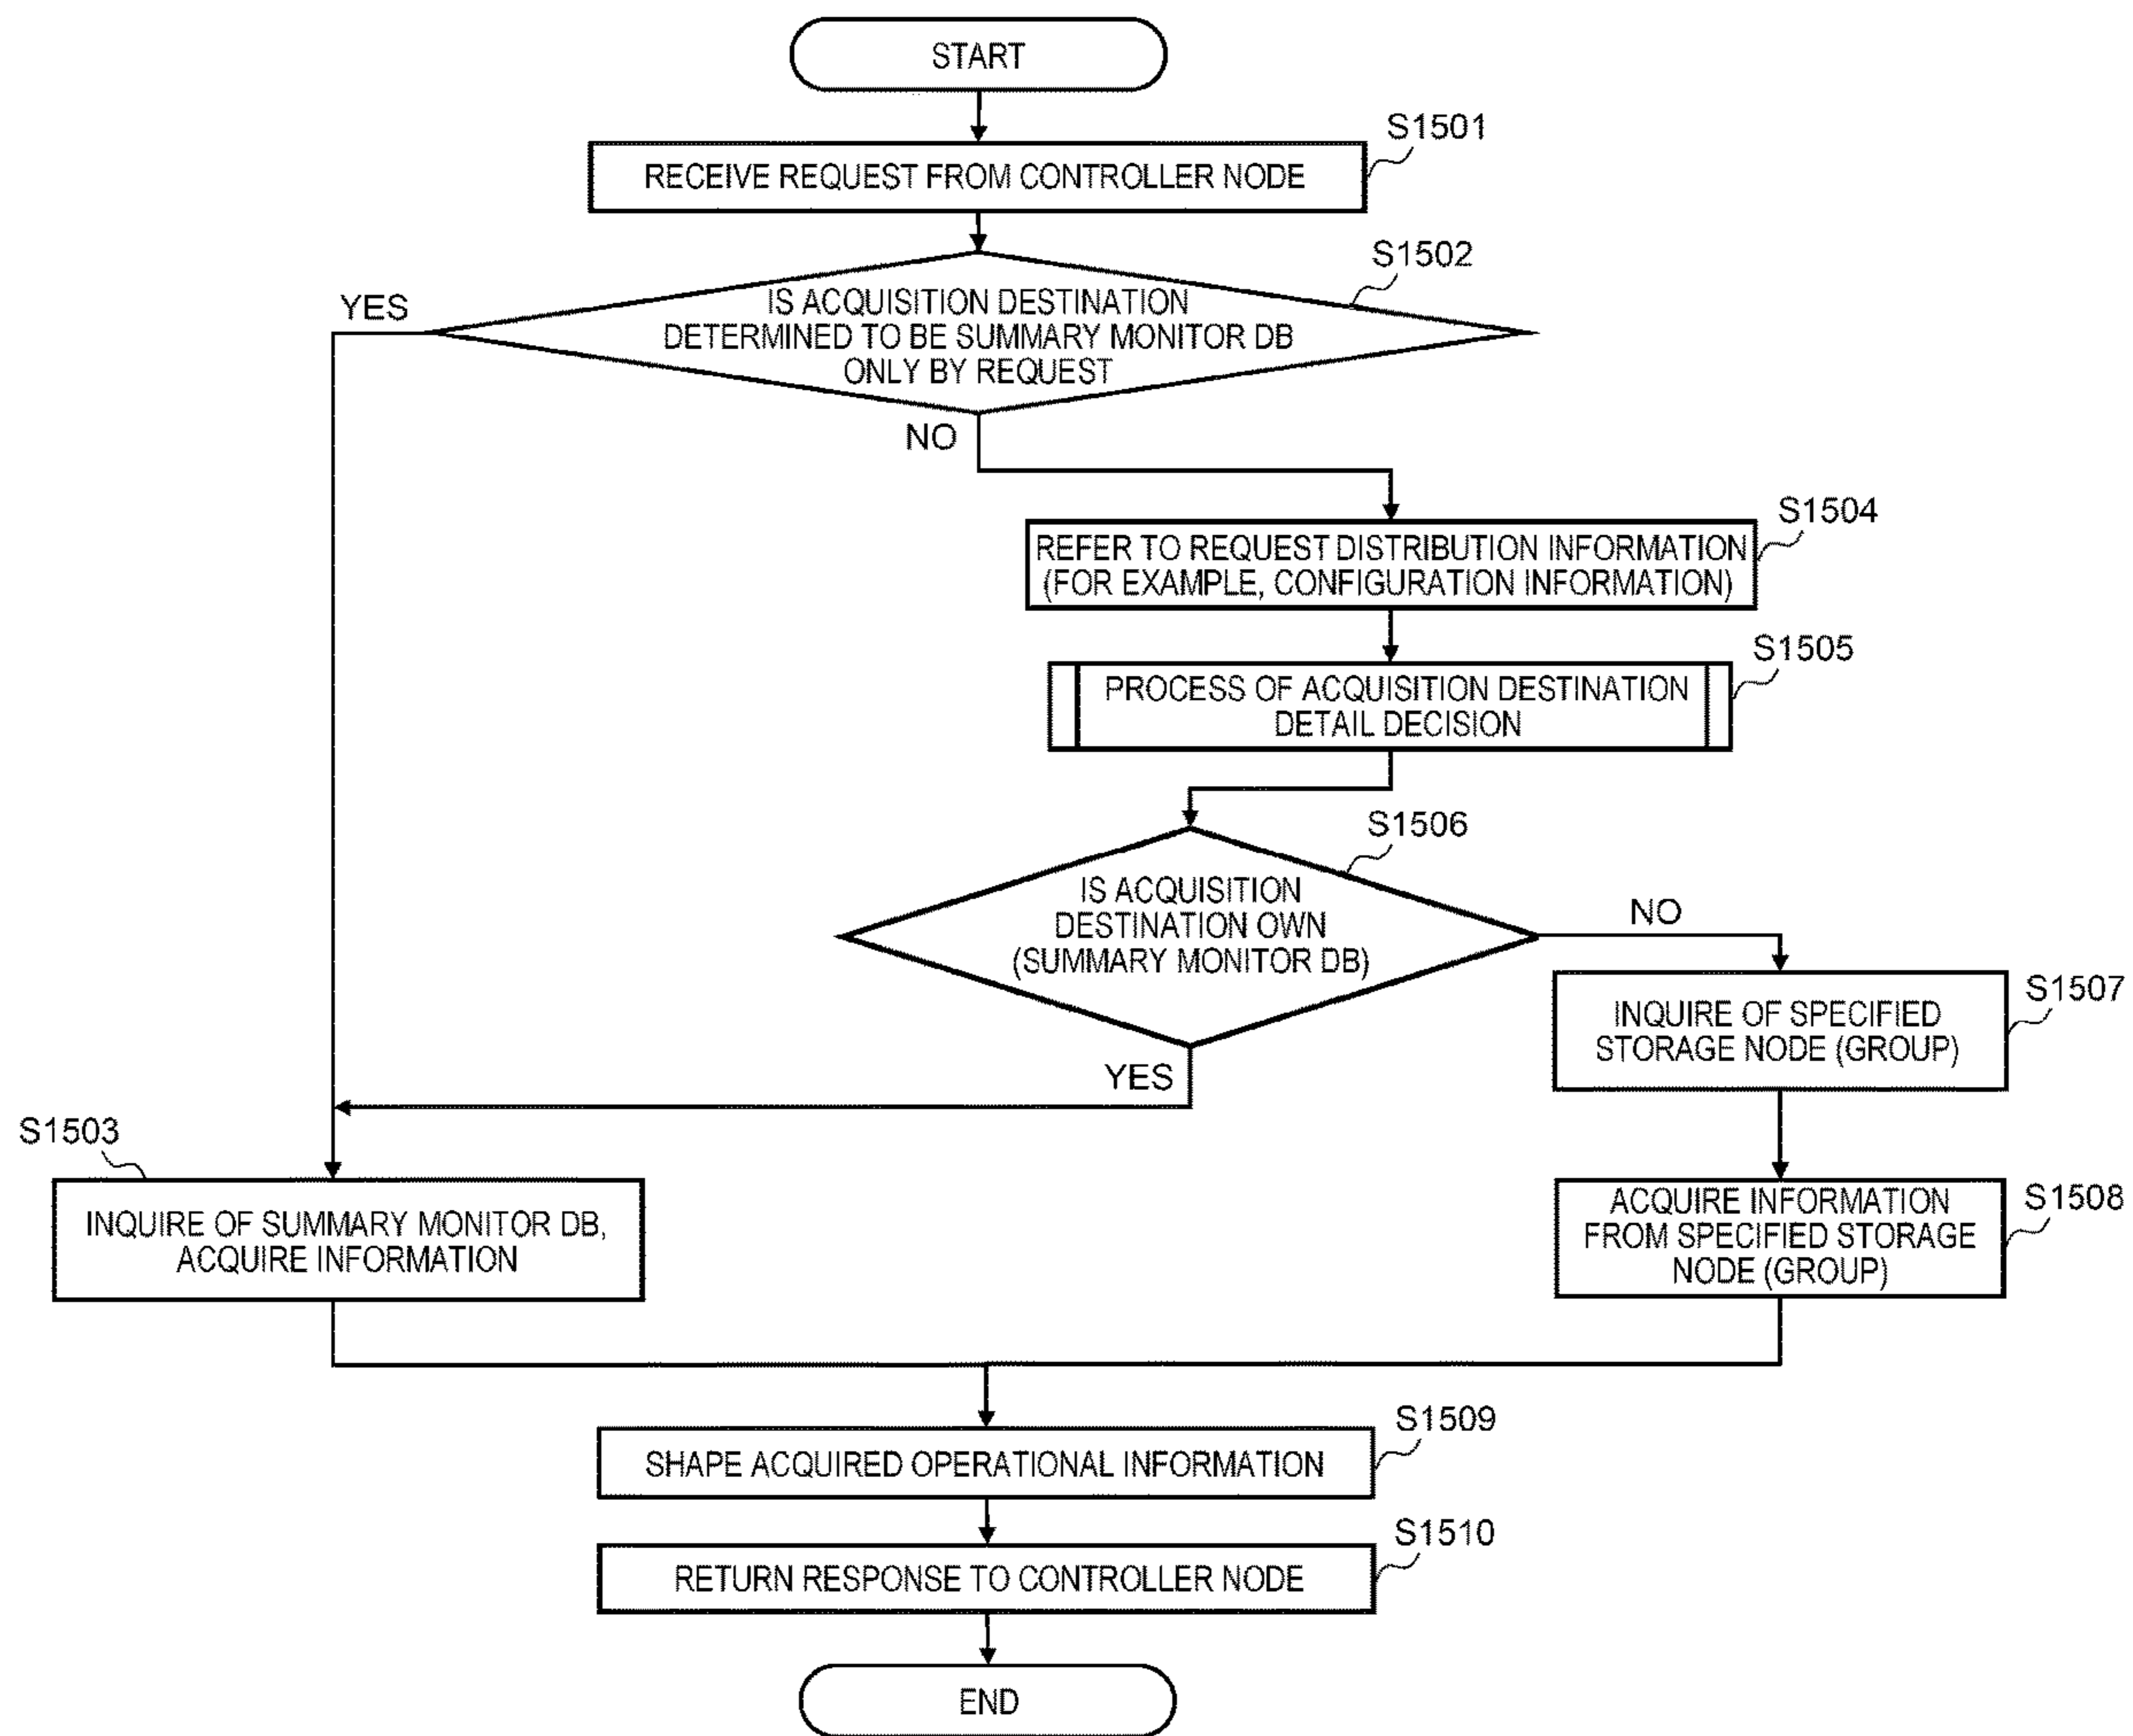 START
S1501
RECEIVE REQUEST FROM CONTROLLER NODE
S1502
YES
IS ACQUISITION DESTINATION
DETERMINED TO BE SUMMARY MONITOR DB
ONLY BY REQUEST
NO
S1504
REFER TO REQUEST DISTRIBUTION INFORMATION
(FOR EXAMPLE, CONFIGURATION INFORMATION)
S1505
PROCESS OF ACQUISITION DESTINATION
DETAIL DECISION
S1506
IS ACQUISITION
DESTINATION OWN
(SUMMARY MONITOR DB)
NO
YES
S1507
INQUIRE OF SPECIFIED
STORAGE NODE (GROUP)
S1503
INQUIRE OF SUMMARY MONITOR DB,
ACQUIRE INFORMATION
S1508
ACQUIRE INFORMATION
FROM SPECIFIED STORAGE
NODE (GROUP)
S1509
SHAPE ACQUIRED OPERATIONAL INFORMATION
S1510
RETURN RESPONSE TO CONTROLLER NODE
END